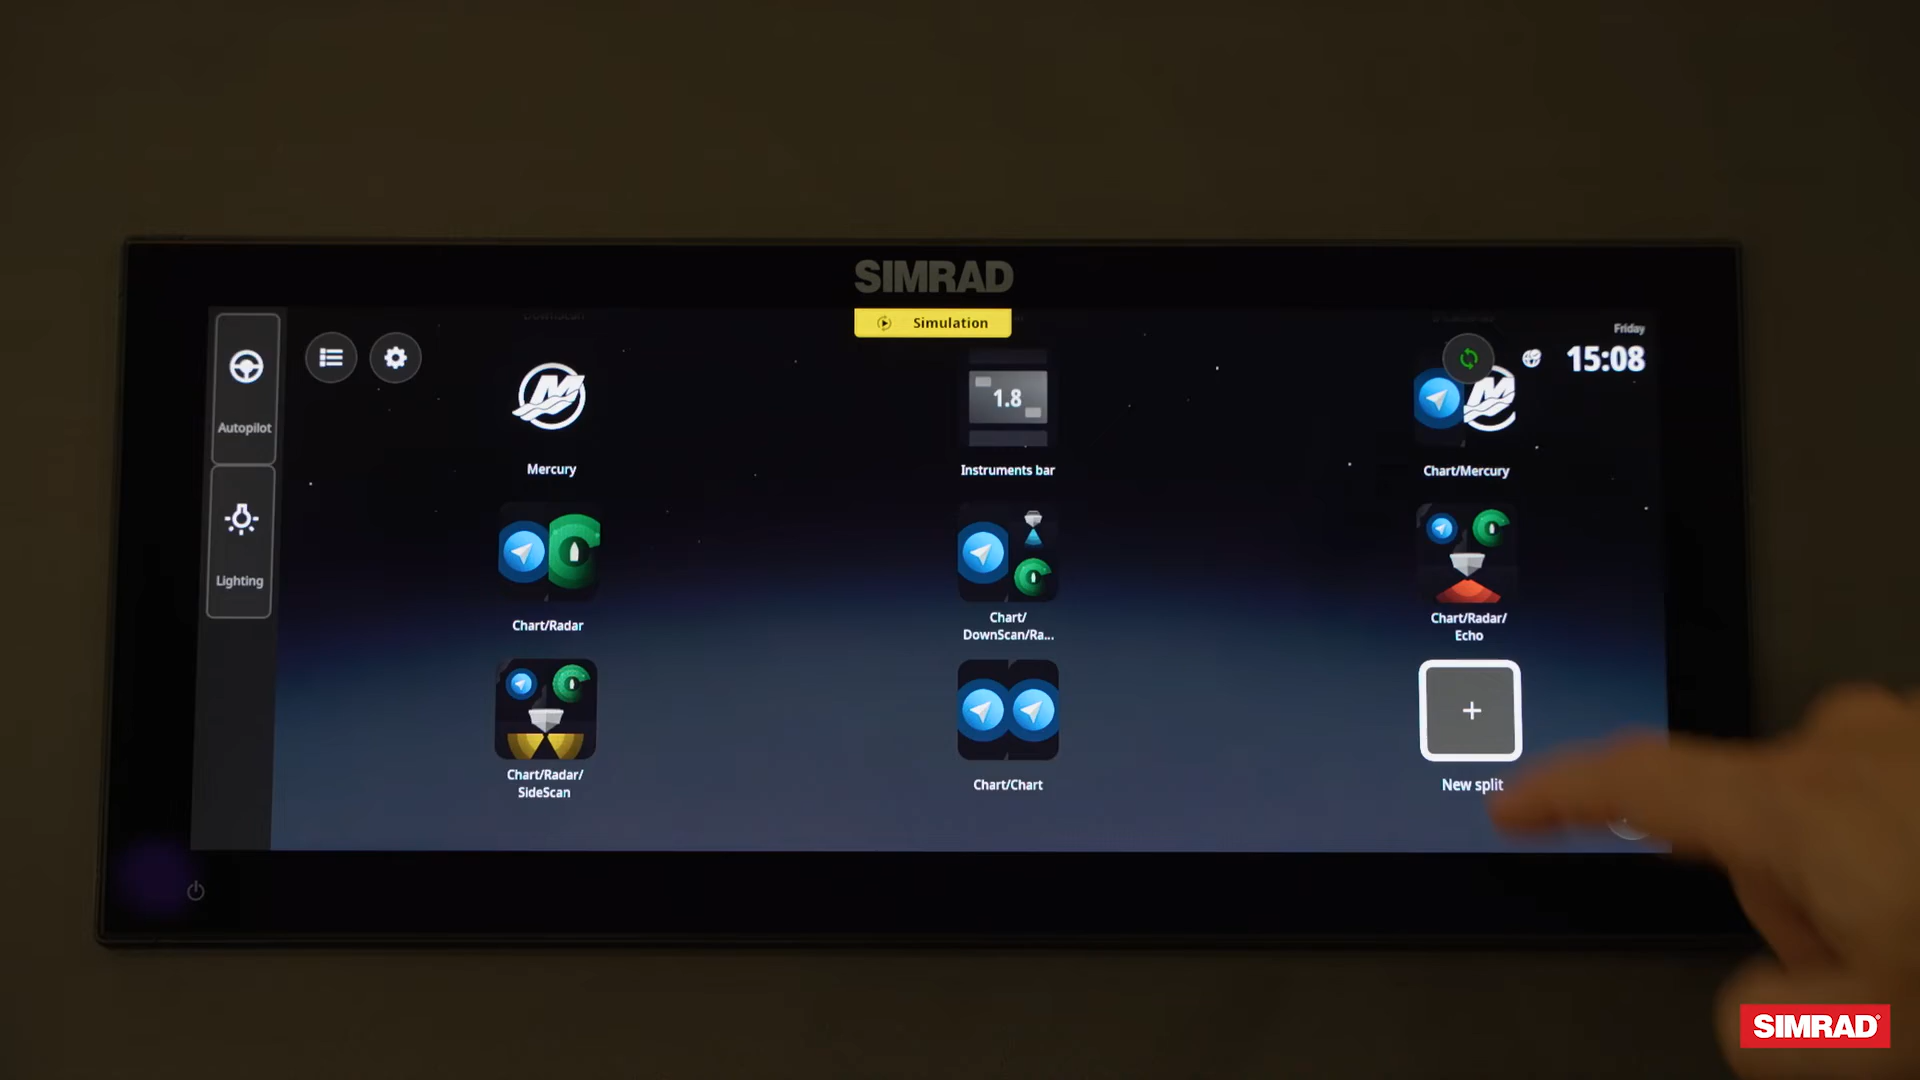 SIMRAD
DownScan
Simulation
Friday
15:08
Autopilot
Lighting
Mercury
1.8
Instruments bar
Chart/Mercury
Chart/Radar
Chart/
DownScan/Ra...
Chart/Radar/
Echo
Chart/Radar/
SideScan
Chart/Chart
New split
SIMRAD